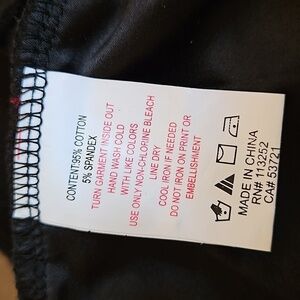 CONTENT:95% COTTON
5% SPANDEX
TURN GARMENT INSIDE OUT
HAND WASH COLD
WITH LIKE COLORS
USE ONLY NON-CHLORINE BLEACH
LINE DRY
COOL IRON IF NEEDED
DO NOT IRON ON PRINT OR
EMBELLISHMENT
MADE IN CHINA
RN# 113252
CA# 53721